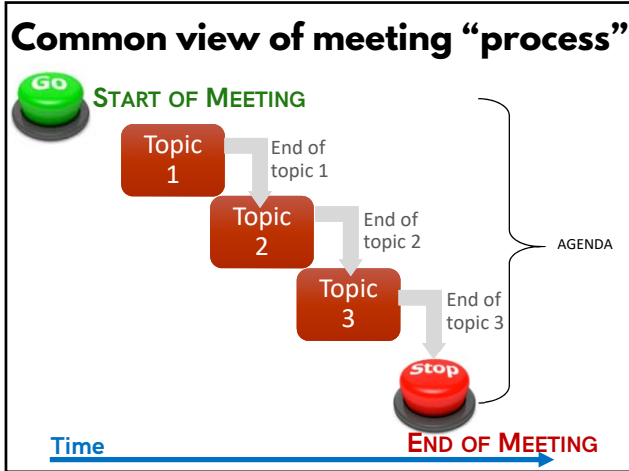 Common view of meeting “process”
Go
START OF MEETING
Topic
1
End of
topic 1
Topic
2
End of
topic 2
AGENDA
Topic
3
End of
topic 3
Stop
Time
END OF MEETING